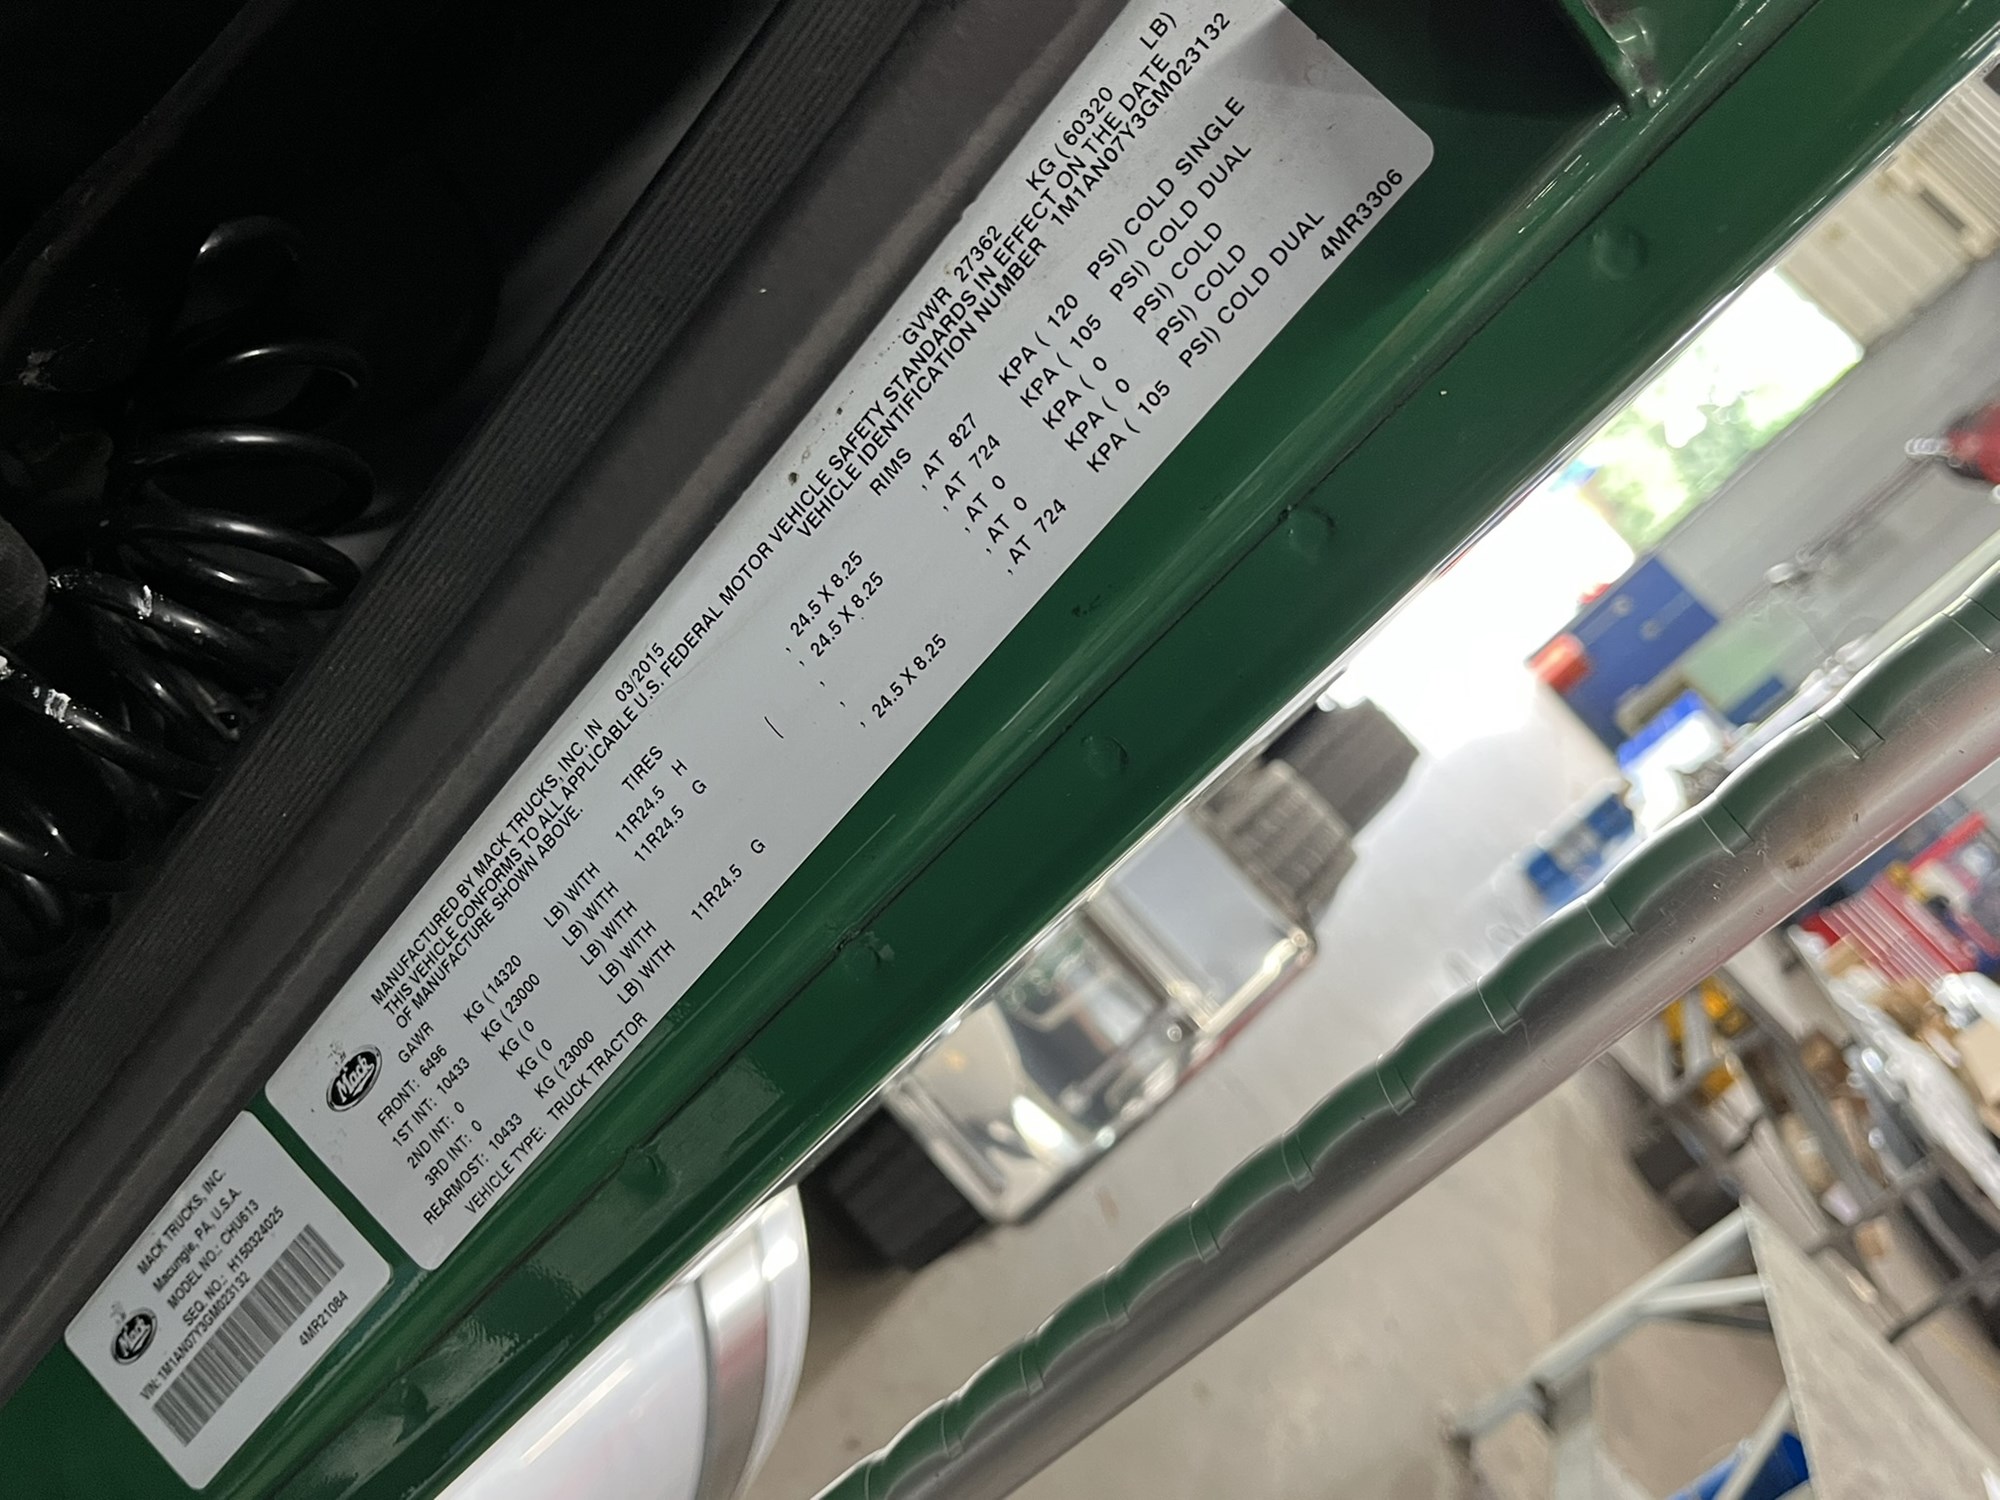 MANUFACTURED BY MACK TRUCKS, INC. IN 03/2015 GVWR 27362 KG ( 60320 LB)
THIS VEHICLE CONFORMS TO ALL APPLICABLE U.S. FEDERAL MOTOR VEHICLE SAFETY STANDARDS IN EFFECT ON THE DATE
OF MANUFACTURE SHOWN ABOVE. VEHICLE IDENTIFICATION NUMBER 1M1AN07Y3GM023132
Mack
GAWR TIRES RIMS
FRONT: 6496 KG ( 14320 LB) WITH 11R24.5 H , 24.5 X 8.25 , AT 827 KPA ( 120 PSI) COLD SINGLE
1ST INT: 10433 KG ( 23000 LB) WITH 11R24.5 G , 24.5 X 8.25 , AT 724 KPA ( 105 PSI) COLD DUAL
2ND INT: 0 KG ( 0 LB) WITH , , AT 0 KPA ( 0 PSI) COLD
3RD INT: 0 KG ( 0 LB) WITH , , AT 0 KPA ( 0 PSI) COLD
REARMOST: 10433 KG ( 23000 LB) WITH 11R24.5 G , 24.5 X 8.25 , AT 724 KPA ( 105 PSI) COLD DUAL
VEHICLE TYPE: TRUCK TRACTOR 4MR3306
MACK TRUCKS, INC.
Macungie, PA, U.S.A.
MODEL NO.: CHU613
SEQ. NO.: H150324025
Mack
VIN: 1M1AN07Y3GM023132
4MR21084